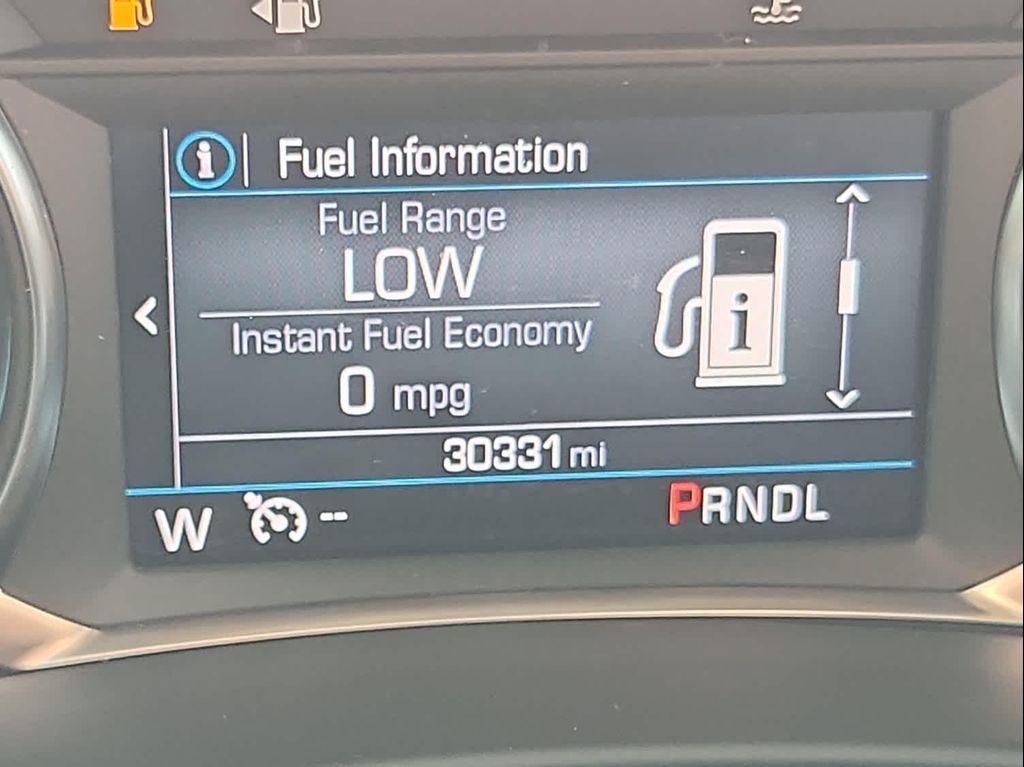 i Fuel Information
Fuel Range
LOW
Instant Fuel Economy
0 mpg
i
30331 mi
W -- PRNDL